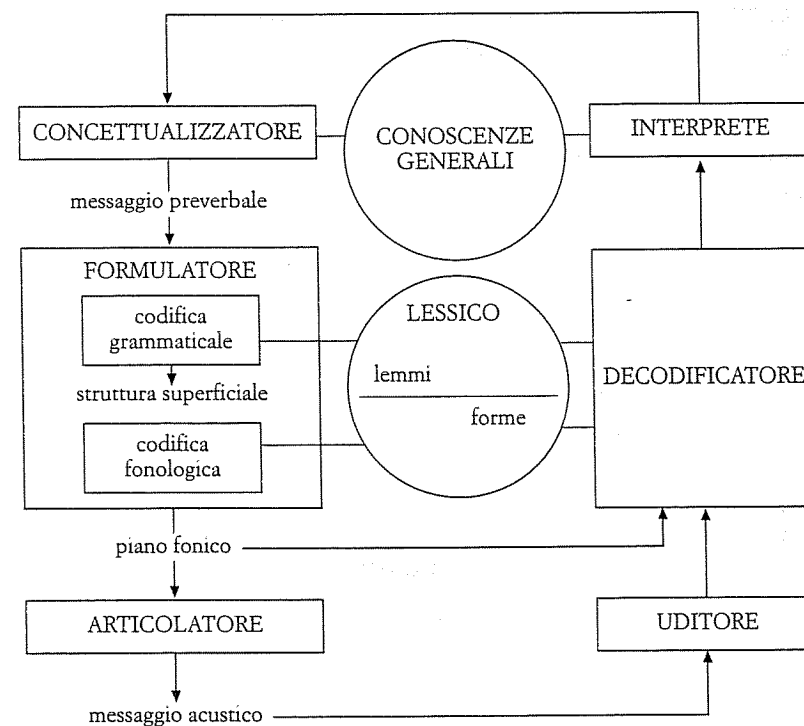 CONCETTUALIZZATORE
CONOSCENZE
GENERALI
INTERPRETE
messaggio preverbale
FORMULATORE
codifica
grammaticale
struttura superficiale
codifica
fonologica
LESSICO
lemmi
forme
DECODIFICATORE
piano fonico
ARTICOLATORE
UDITORE
messaggio acustico